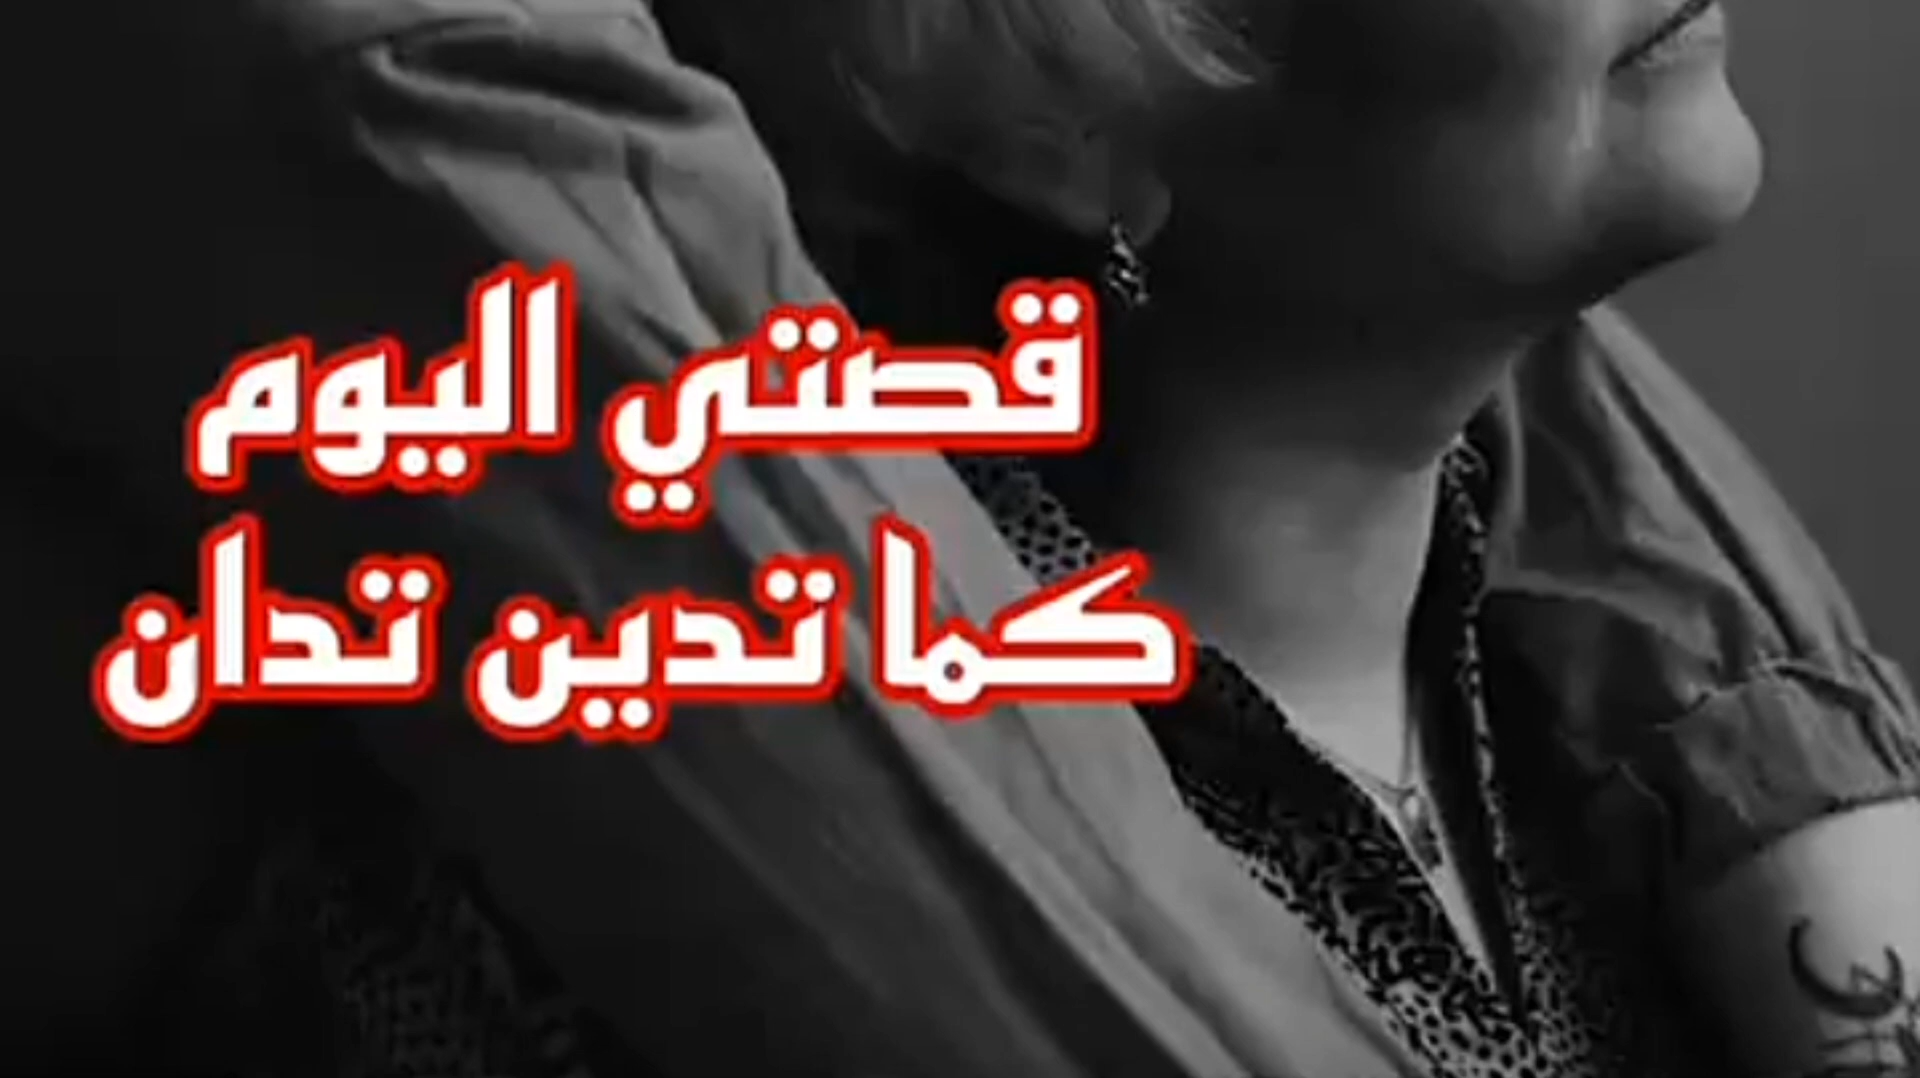 قصتي اليوم
كما تدين تدان